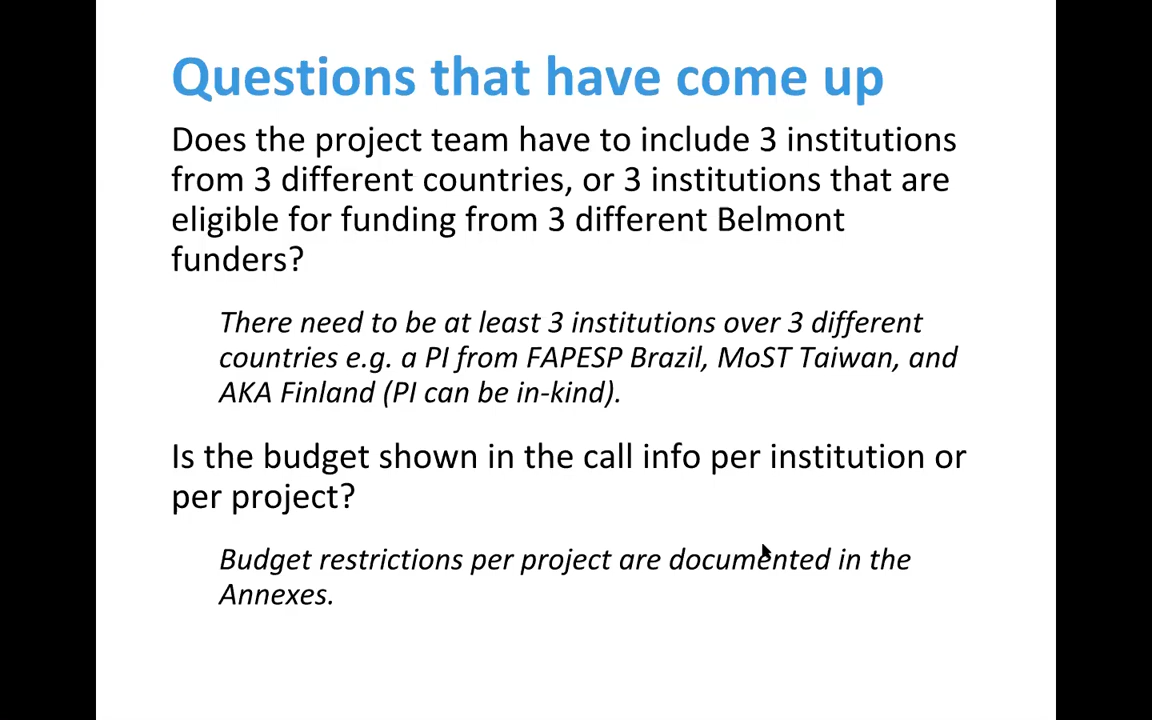 Questions that have come up
Does the project team have to include 3 institutions
from 3 different countries, or 3 institutions that are
eligible for funding from 3 different Belmont
funders?
There need to be at least 3 institutions over 3 different
countries e.g. a PI from FAPESP Brazil, MoST Taiwan, and
AKA Finland (PI can be in-kind).
Is the budget shown in the call info per institution or
per project?
Budget restrictions per project are documented in the
Annexes.